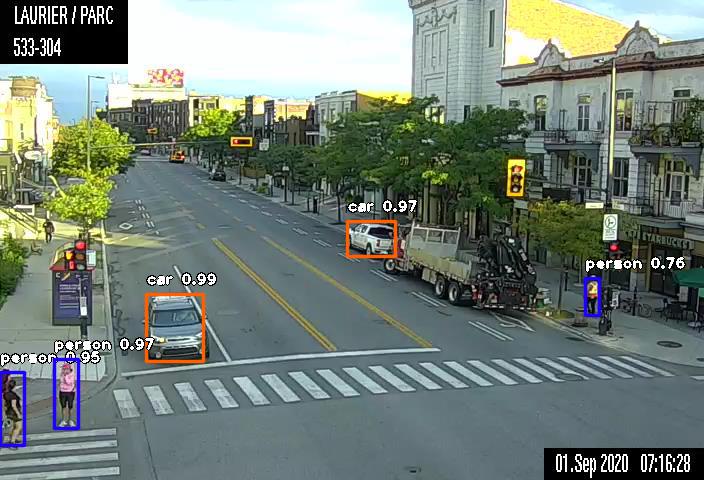 LAURIER / PARC
533-304
car 0.97
person 0.76
car 0.99
person 0.97
person 0.95
STARBUCKS
01.Sep 2020 07:16:28